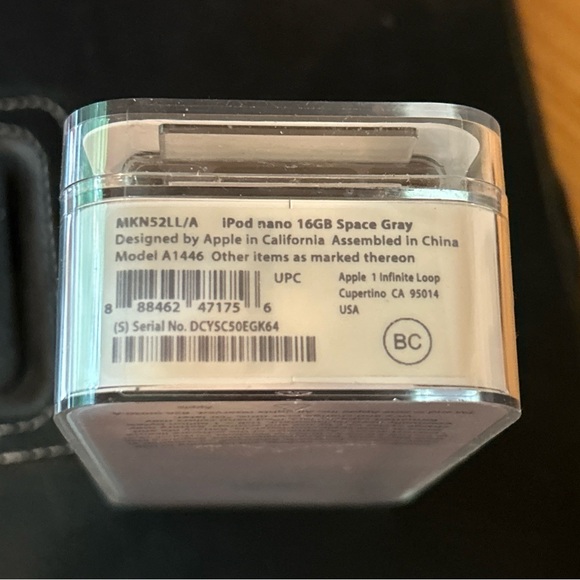 MKN52LL/A iPod nano 16GB Space Gray
Designed by Apple in California Assembled in China
Model A1446 Other items as marked thereon
UPC
8 88462 47175 6
(S) Serial No. DCYSC50EGK64
Apple 1 Infinite Loop
Cupertino CA 95014
USA
BC